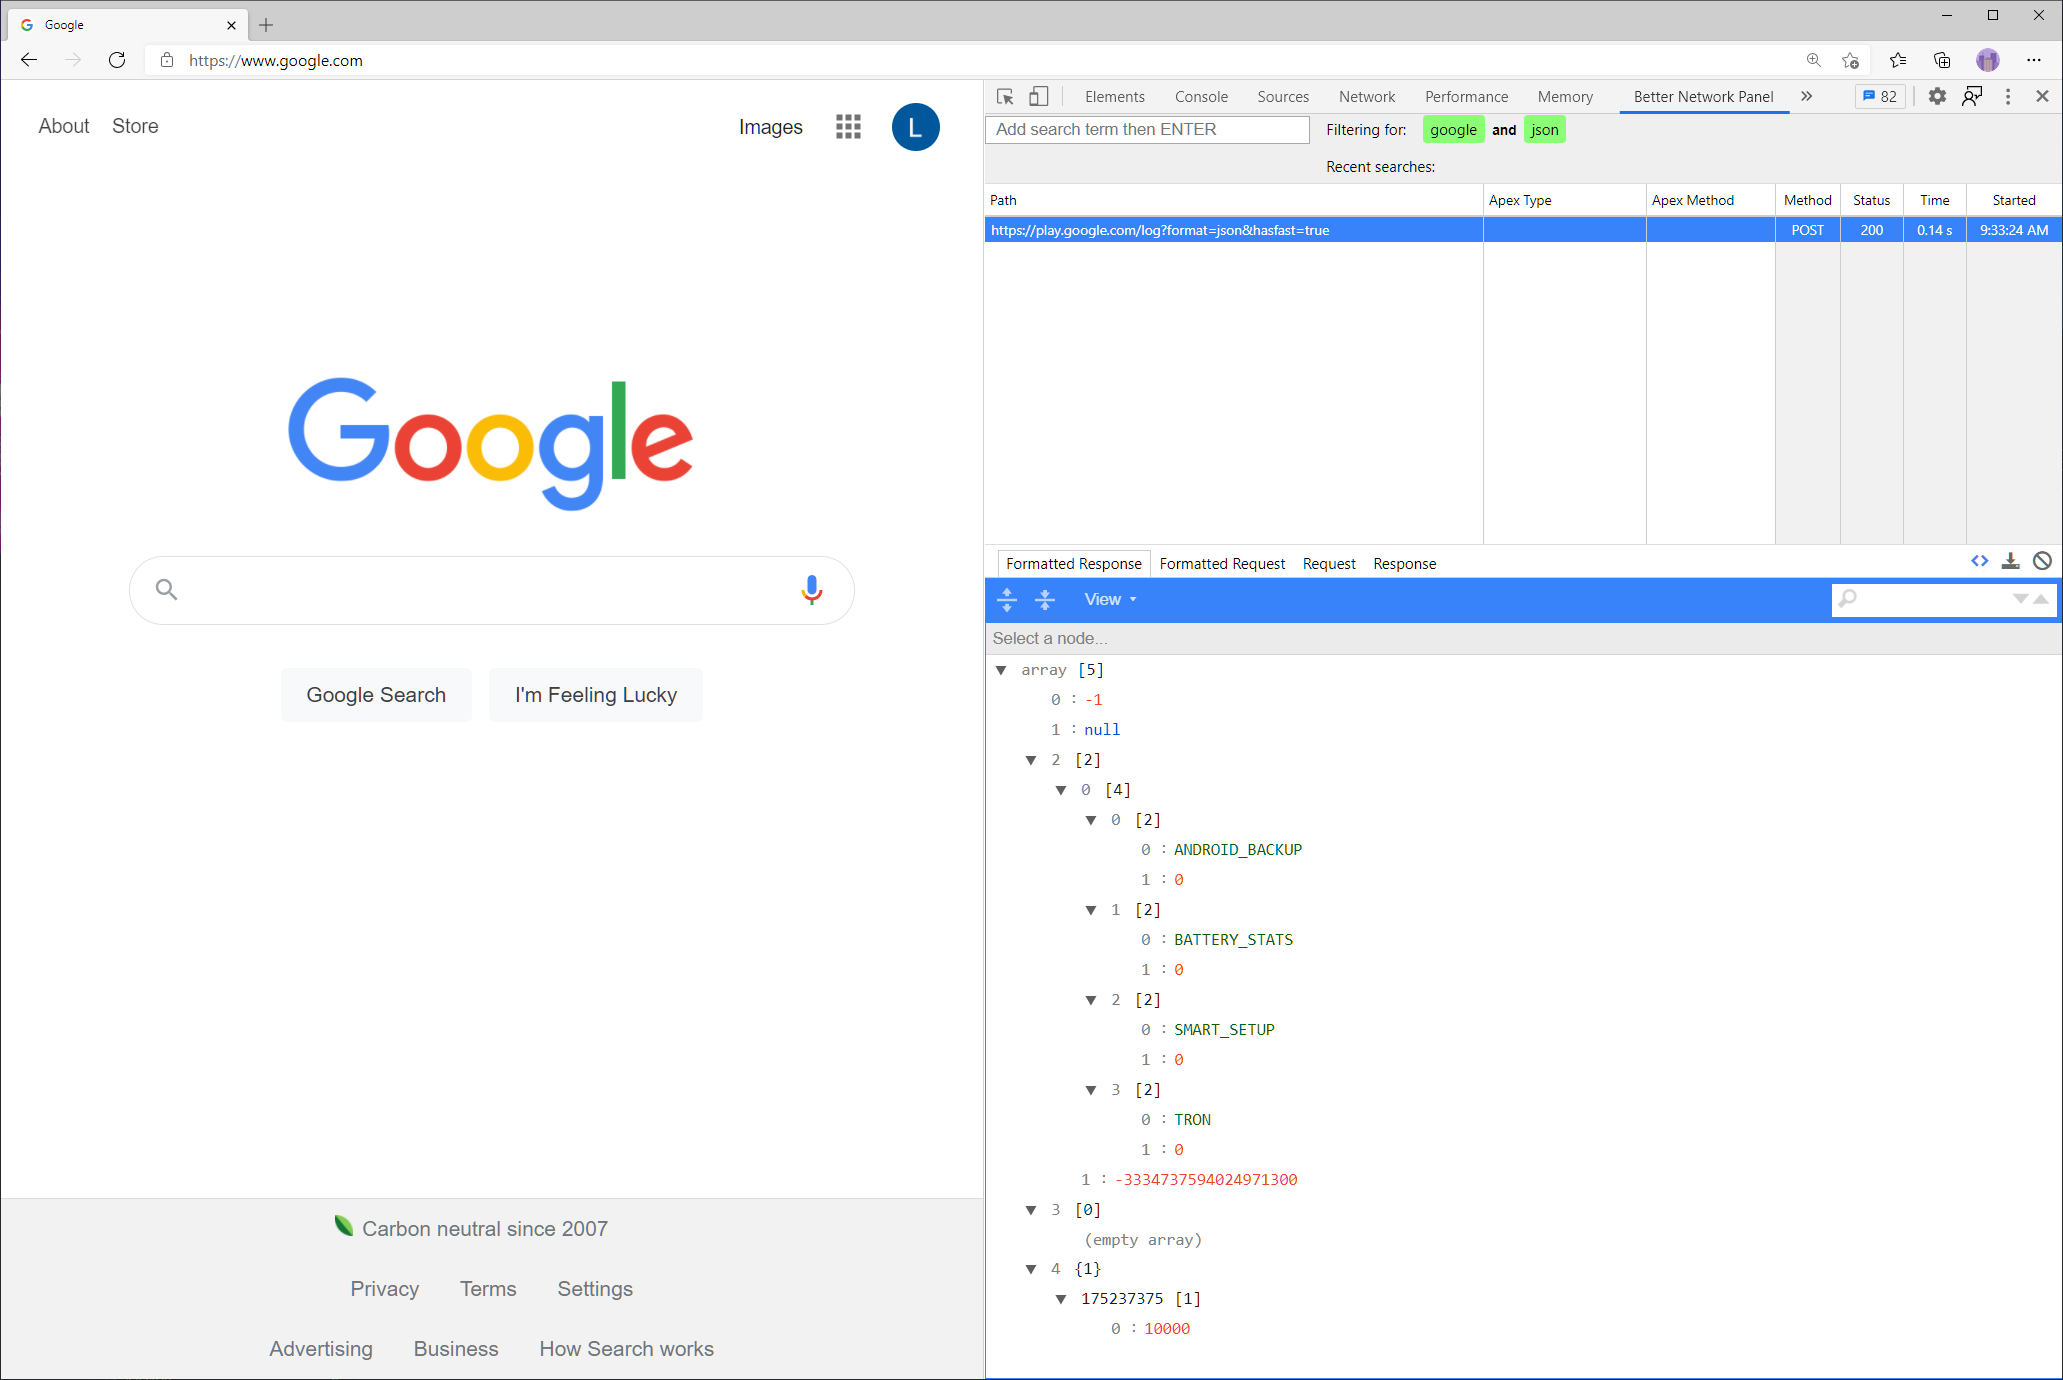 Google
https://www.google.com
About Store Images L
Google
Google Search I'm Feeling Lucky
Carbon neutral since 2007
Privacy Terms Settings
Advertising Business How Search works
Elements Console Sources Network Performance Memory Better Network Panel 82
Add search term then ENTER Filtering for: google and json
Recent searches:
Path Apex Type Apex Method Method Status Time Started
https://play.google.com/log?format=json&hasfast=true POST 200 0.14 s 9:33:24 AM
Formatted Response Formatted Request Request Response
View
Select a node...
array [5]
0 : -1
1 : null
2 [2]
0 [4]
0 [2]
0 : ANDROID_BACKUP
1 : 0
1 [2]
0 : BATTERY_STATS
1 : 0
2 [2]
0 : SMART_SETUP
1 : 0
3 [2]
0 : TRON
1 : 0
1 : -3334737594024971300
3 [0]
(empty array)
4 {1}
175237375 [1]
0 : 10000